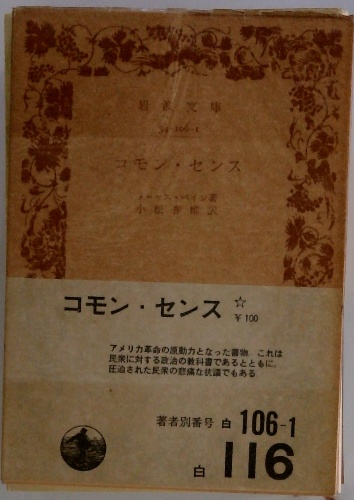 岩波文庫
34-106-1
コモン・センス
トーマス・ペイン著
小松春雄訳
コモン・センス ☆
￥100
アメリカ革命の原動力となった書物。これは
民衆に対する政治の教科書であるとともに、
圧迫された民衆の悲痛な抗議でもある
著者別番号 白 106-1
白 116